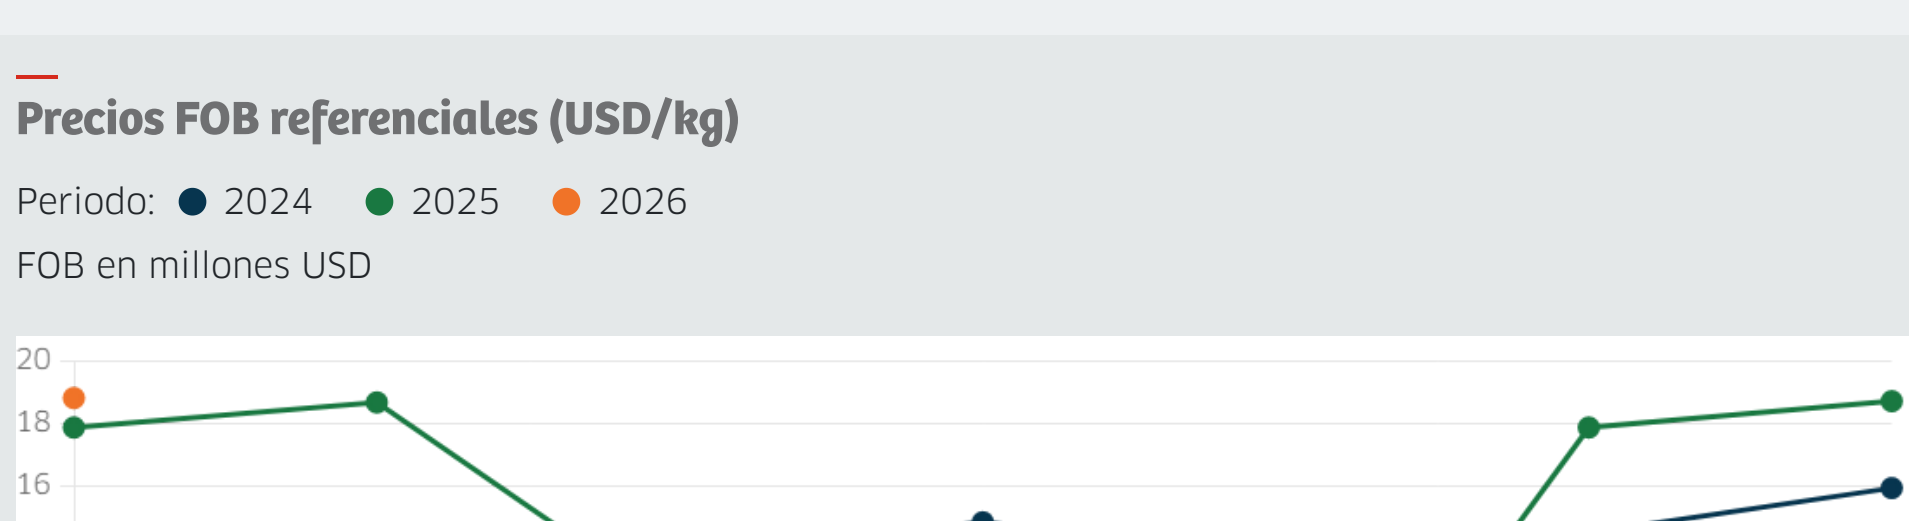 Precios FOB referenciales (USD/kg)
Periodo: 2024 2025 2026
FOB en millones USD
20
18
16